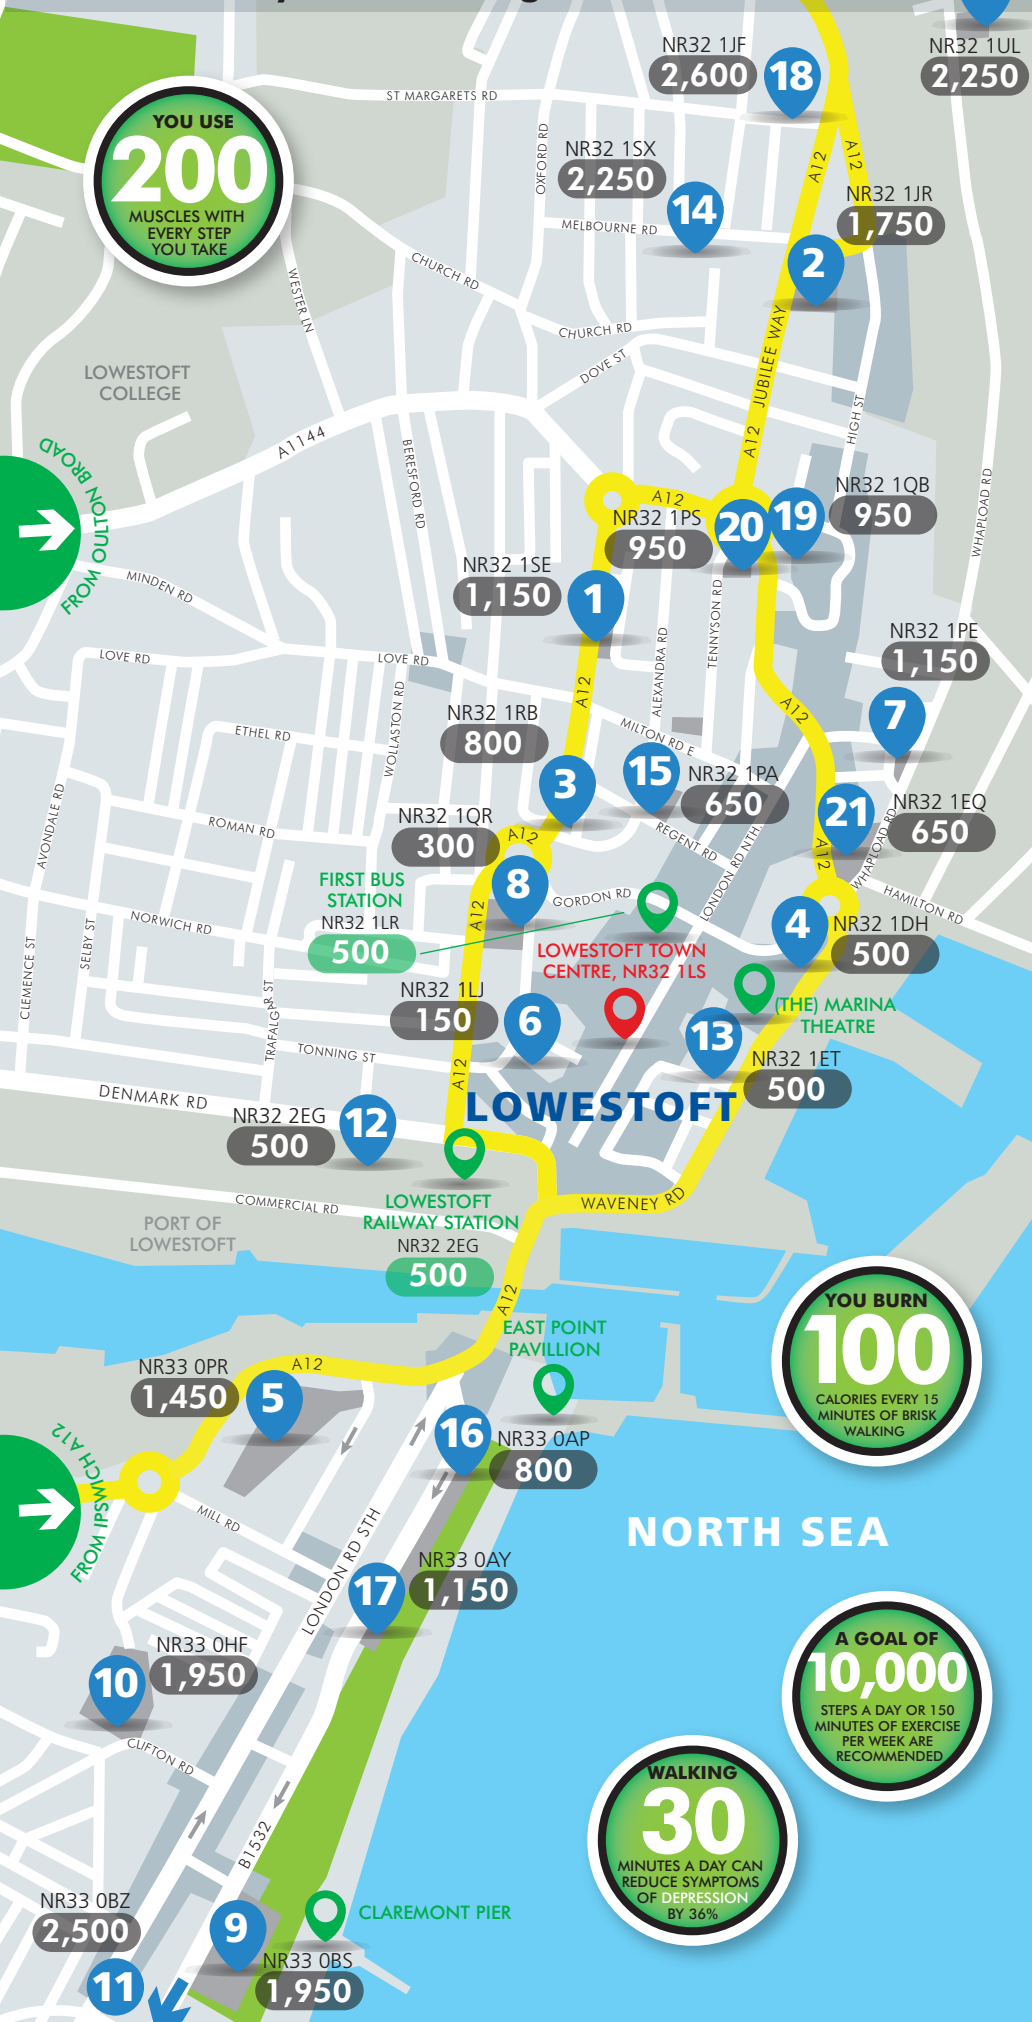 NR32 1JF
2,600
18
NR32 1UL
2,250
ST MARGARETS RD
YOU USE
200
MUSCLES WITH
EVERY STEP
YOU TAKE
OXFORD RD
NR32 1SX
2,250
14
A12
A12
NR32 1JR
1,750
MELBOURNE RD
2
CHURCH RD
WESTER LN
CHURCH RD
DOVE ST
JUBILEE WAY
A12
LOWESTOFT
COLLEGE
A1144
BERESFORD RD
HIGH ST
WHAPLOAD RD
FROM OULTON BROAD
A12
NR32 1PS
950
20
19
NR32 1QB
950
NR32 1SE
1,150
1
MINDEN RD
TENNYSON RD
ALEXANDRA RD
NR32 1PE
1,150
7
LOVE RD
LOVE RD
WOLLASTON RD
A12
A12
NR32 1RB
800
3
MILTON RD E
15
NR32 1PA
650
ETHEL RD
AVONDALE RD
ROMAN RD
NR32 1QR
300
A12
8
REGENT RD
LONDON RD NTH
21
NR32 1EQ
650
A12
WHAPLOAD RD
HAMILTON RD
FIRST BUS
STATION
NR32 1LR
500
A12
GORDON RD
4
NR32 1DH
500
NORWICH RD
SELBY ST
CLEMENCE ST
LOWESTOFT TOWN
CENTRE, NR32 1LS
TRAFALGAR ST
NR32 1LJ
150
6
(THE) MARINA
THEATRE
13
NR32 1ET
500
TONNING ST
A12
DENMARK RD
LOWESTOFT
NR32 2EG
500
12
LOWESTOFT
RAILWAY STATION
NR32 2EG
500
WAVENEY RD
COMMERCIAL RD
PORT OF
LOWESTOFT
A12
EAST POINT
PAVILLION
YOU BURN
100
CALORIES EVERY 15
MINUTES OF BRISK
WALKING
NR33 0PR
1,450
5
A12
16
NR33 0AP
800
FROM IPSWICH A12
MILL RD
LONDON RD STH
NORTH SEA
17
NR33 0AY
1,150
NR33 0HF
1,950
10
A GOAL OF
10,000
STEPS A DAY OR 150
MINUTES OF EXERCISE
PER WEEK ARE
RECOMMENDED
CLIFTON RD
WALKING
30
MINUTES A DAY CAN
REDUCE SYMPTOMS
OF DEPRESSION
BY 36%
B1532
NR33 0BZ
2,500
11
9
NR33 0BS
1,950
CLAREMONT PIER